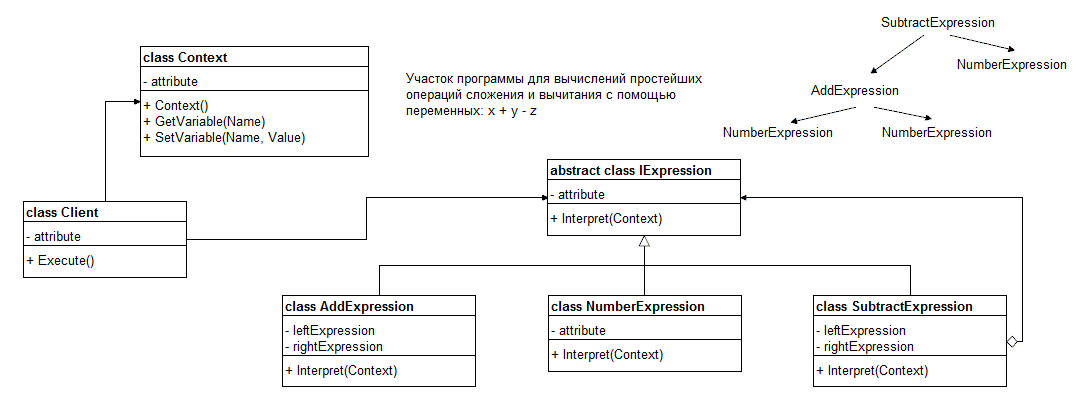 SubtractExpression
NumberExpression
AddExpression
NumberExpression
NumberExpression
class Context
- attribute
+ Context()
+ GetVariable(Name)
+ SetVariable(Name, Value)
Участок программы для вычислений простейших
операций сложения и вычитания с помощью
переменных: x + y - z
abstract class IExpression
- attribute
+ Interpret(Context)
class Client
- attribute
+ Execute()
class AddExpression
- leftExpression
- rightExpression
+ Interpret(Context)
class NumberExpression
- attribute
+ Interpret(Context)
class SubtractExpression
- leftExpression
- rightExpression
+ Interpret(Context)